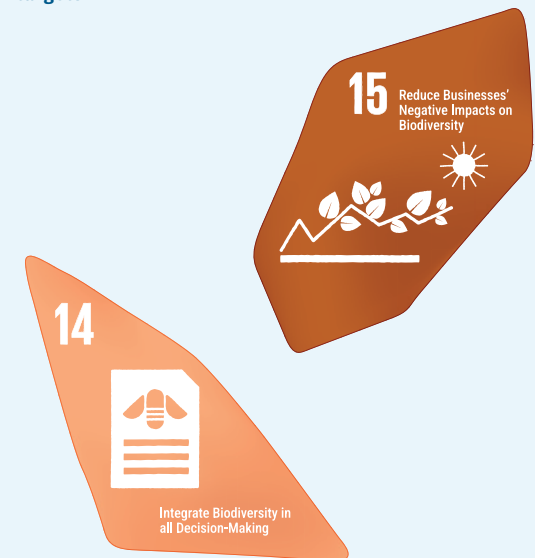 15
Reduce Businesses'
Negative Impacts on
Biodiversity
14
Integrate Biodiversity in
all Decision-Making